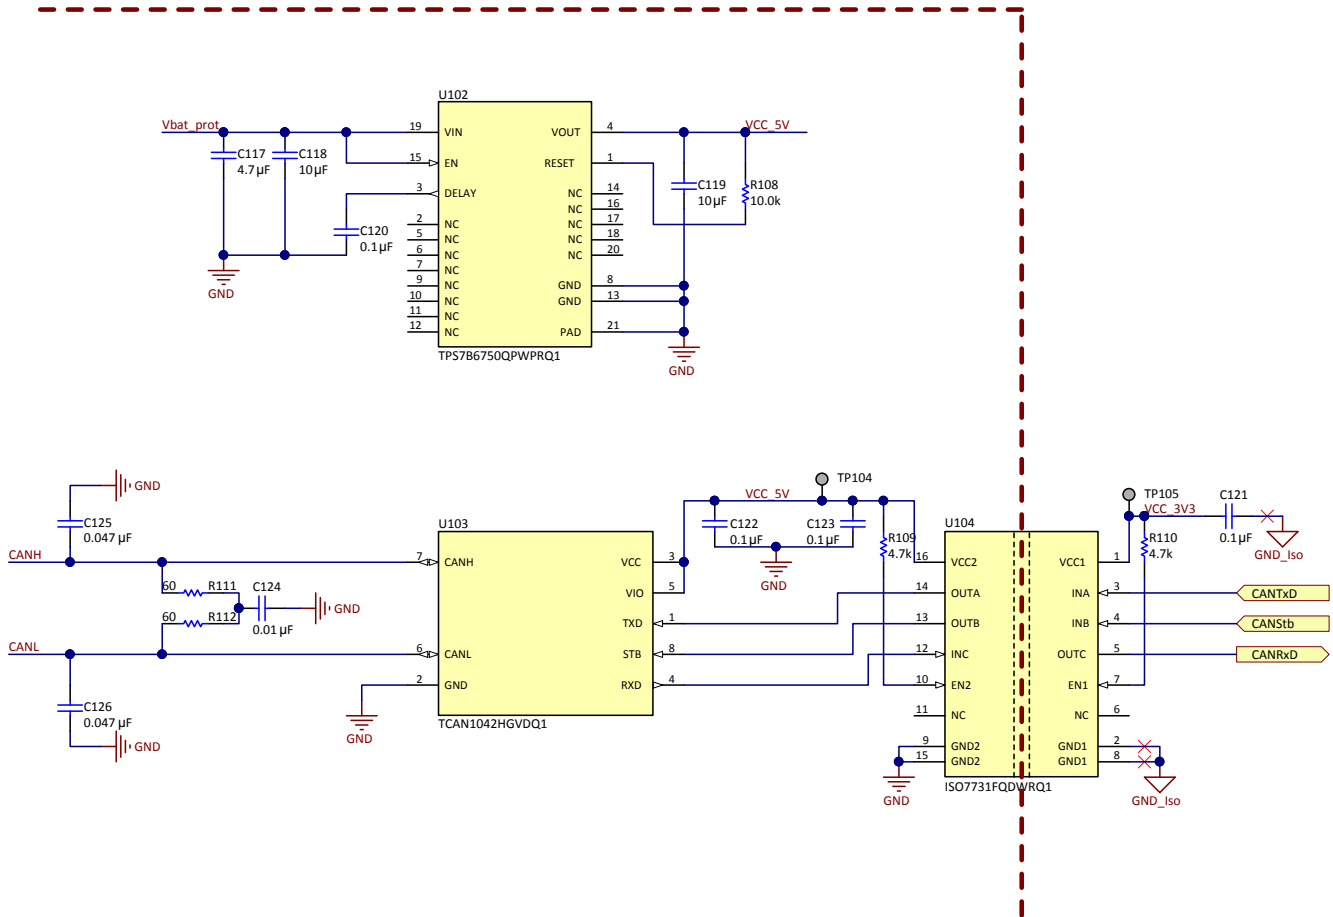 U102
Vbat_prot
19 VIN VOUT 4 VCC_5V
C117 4.7µF
C118 10µF
15 EN RESET 1
3 DELAY
C119 10µF
R108 10.0k
C120 0.1µF
NC 14
NC 16
NC 17
NC 18
NC 20
2 NC
5 NC
6 NC
7 NC
9 NC
10 NC
11 NC
12 NC
GND 8
GND 13
PAD 21
GND
GND
TPS7B6750QPWPRQ1
GND
C125 0.047 µF
CANH
60 R111
C124 0.01 µF
GND
60 R112
CANL
C126 0.047 µF
GND
U103
7 CANH VCC 3
VIO 5
TXD 1
6 CANL STB 8
2 GND RXD 4
GND
TCAN1042HGVDQ1
VCC_5V
TP104
C122 0.1µF
C123 0.1µF
GND
R109 4.7k
U104
16 VCC2 VCC1 1
14 OUTA INA 3
13 OUTB INB 4
12 INC OUTC 5
10 EN2 EN1 7
11 NC NC 6
9 GND2 GND1 2
15 GND2 GND1 8
GND
ISO7731FQDWRQ1
TP105
VCC_3V3
R110 4.7k
C121 0.1µF
GND_Iso
CANTxD
CANStb
CANRxD
GND_Iso